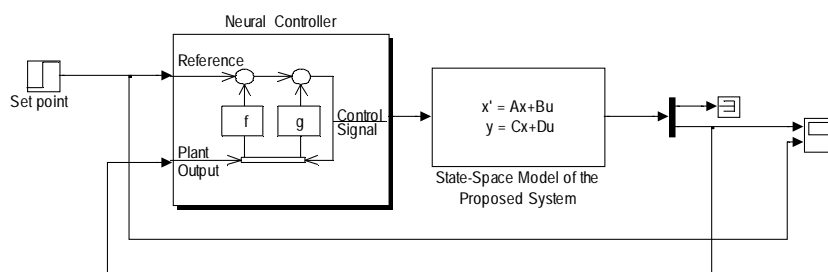 Neural Controller
Reference
Set point
f
g
Control
Signal
Plant
Output
x' = Ax+Bu
y = Cx+Du
State-Space Model of the
Proposed System